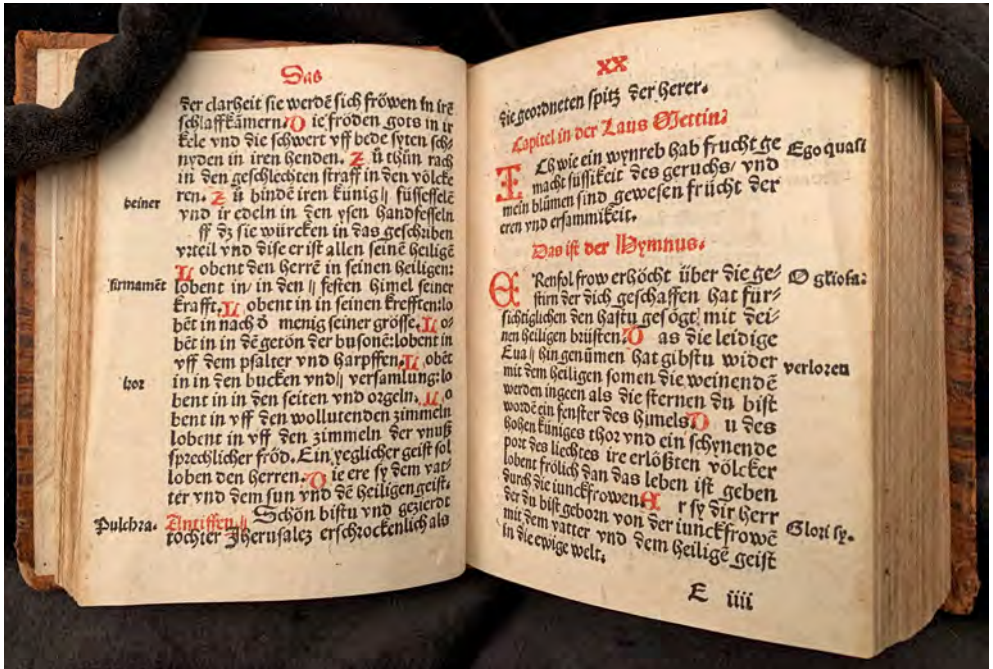 Das
der clarheit sie werdē sich fröwen in irē
schlaffkāmern. D ie fröden gots in ir
kele vnd die schwert vff bede syten sch⸗
nyden in iren henden. Z ů thůn rach
in den geschlechten straff in den völcke
ren. Z ů bindē iren künig|| füsseffelē
beiner
vnd ir edeln in den ysen handfesseln
ff dz sie würcken in das geschriben
vrteil vnd dise er ist allen seinē heiligē
L obent den herrē in seinen heiligen:
firmamēt
lobent in/ in den || festen himel seiner
krafft. L obent in in seinen krefften:lo
bēt in nach menig seiner grösse. L o⸗
bēt in in dē getön der busonē:lobent in
vff dem psalter vnd harpffen. L obēt
kor
in in den bucken vnd|| versamlung:lo
bent in in den seiten vnd orgeln. L o
bent in vff den wollutenden zimmeln
lobent in vff den zimmeln der vnuß
sprechlicher fröd. Ein yeglicher geist sol
loben den herren. D ie ere sy dem vat⸗
ter vnd dem sun vnd dē heiligen geist.
Pulchra.
Antiffen|| Schön bistu vnd gezierdt
tochter Jherusalez erschrockenlich als
XX
die geordneten spitz der herer.
Capitel in der Laus Mettin?
I Ch wie ein wynreb hab frucht ge
Ego quasi
macht süssikeit des geruchs/ vnd
mein blůmen sind gewesen frücht der
eren vnd ersammikeit.
Das ist der Hymnus.
E Rensol frow erhöcht über die ge⸗
O gliosa:
stirn der dich geschaffen hat für⸗
sichtiglichen den hastu gesögt/ mit dei⸗
nen heiligen brüsten. D as die leidige
Eua || hin genümen hat gibstu wider
verloren
mit dem heiligen somen die weinendē
werden ingeen als die sternen du bist
wordē ein fenster des himels. D u des
hohen küniges thor vnd ein schynende
port des liechtes ire erlößten völcker
lobent frölich dan das leben ist geben
durch die iunckfrowen. E r sy dir herr
der du bist geborn von der iunckfrowē
Glori sy.
mit dem vatter vnd dem heiligē geist
in die ewige welt.
E iiii